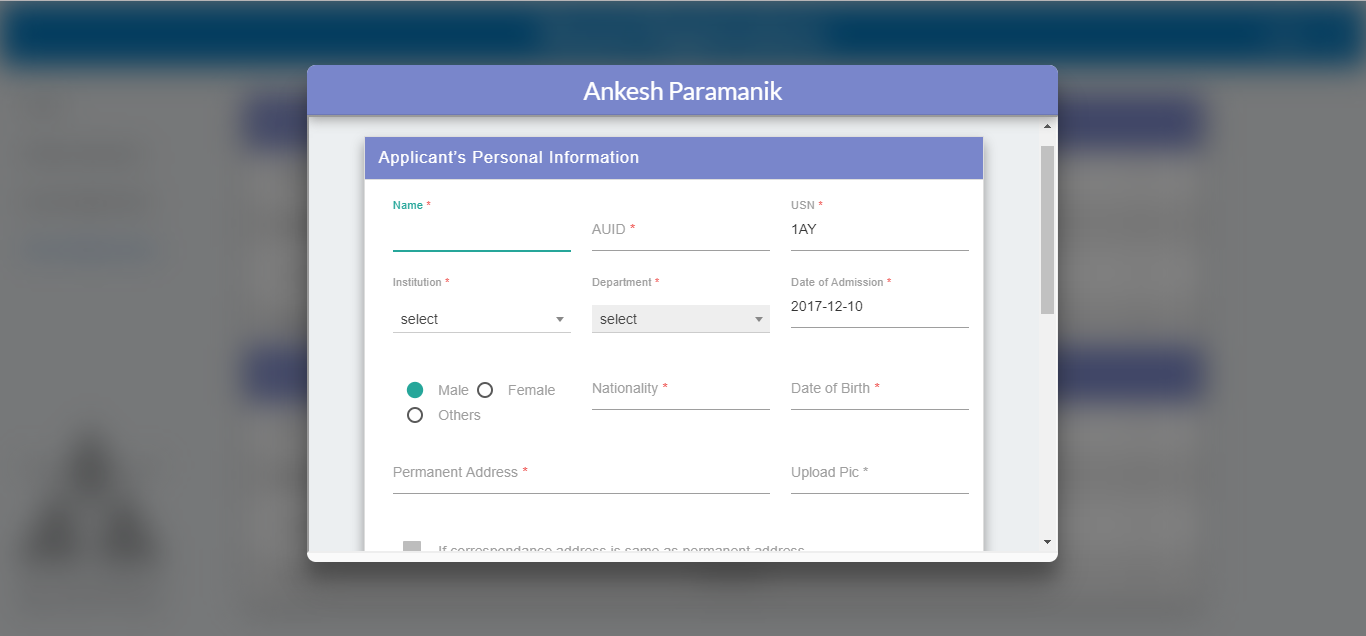 Ankesh Paramanik
Applicant's Personal Information
Name *
AUID *
USN *
1AY
Institution *
select
Department *
select
Date of Admission *
2017-12-10
Male
Female
Others
Nationality *
Date of Birth *
Permanent Address *
Upload Pic *
If correspondance address is same as permanent address